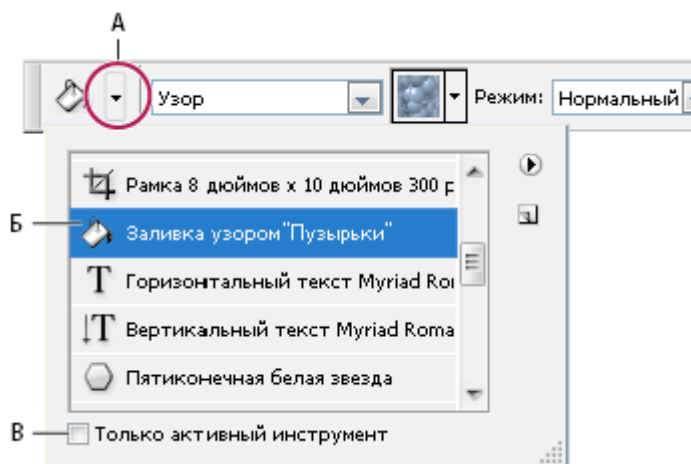 А
Узор
Режим:
Нормальный
Рамка 8 дюймов x 10 дюймов 300 р
Б
Заливка узором"Пузырьки"
Горизонтальный текст Myriad Ro
Вертикальный текст Myriad Roma
Пятиконечная белая звезда
В
Только активный инструмент